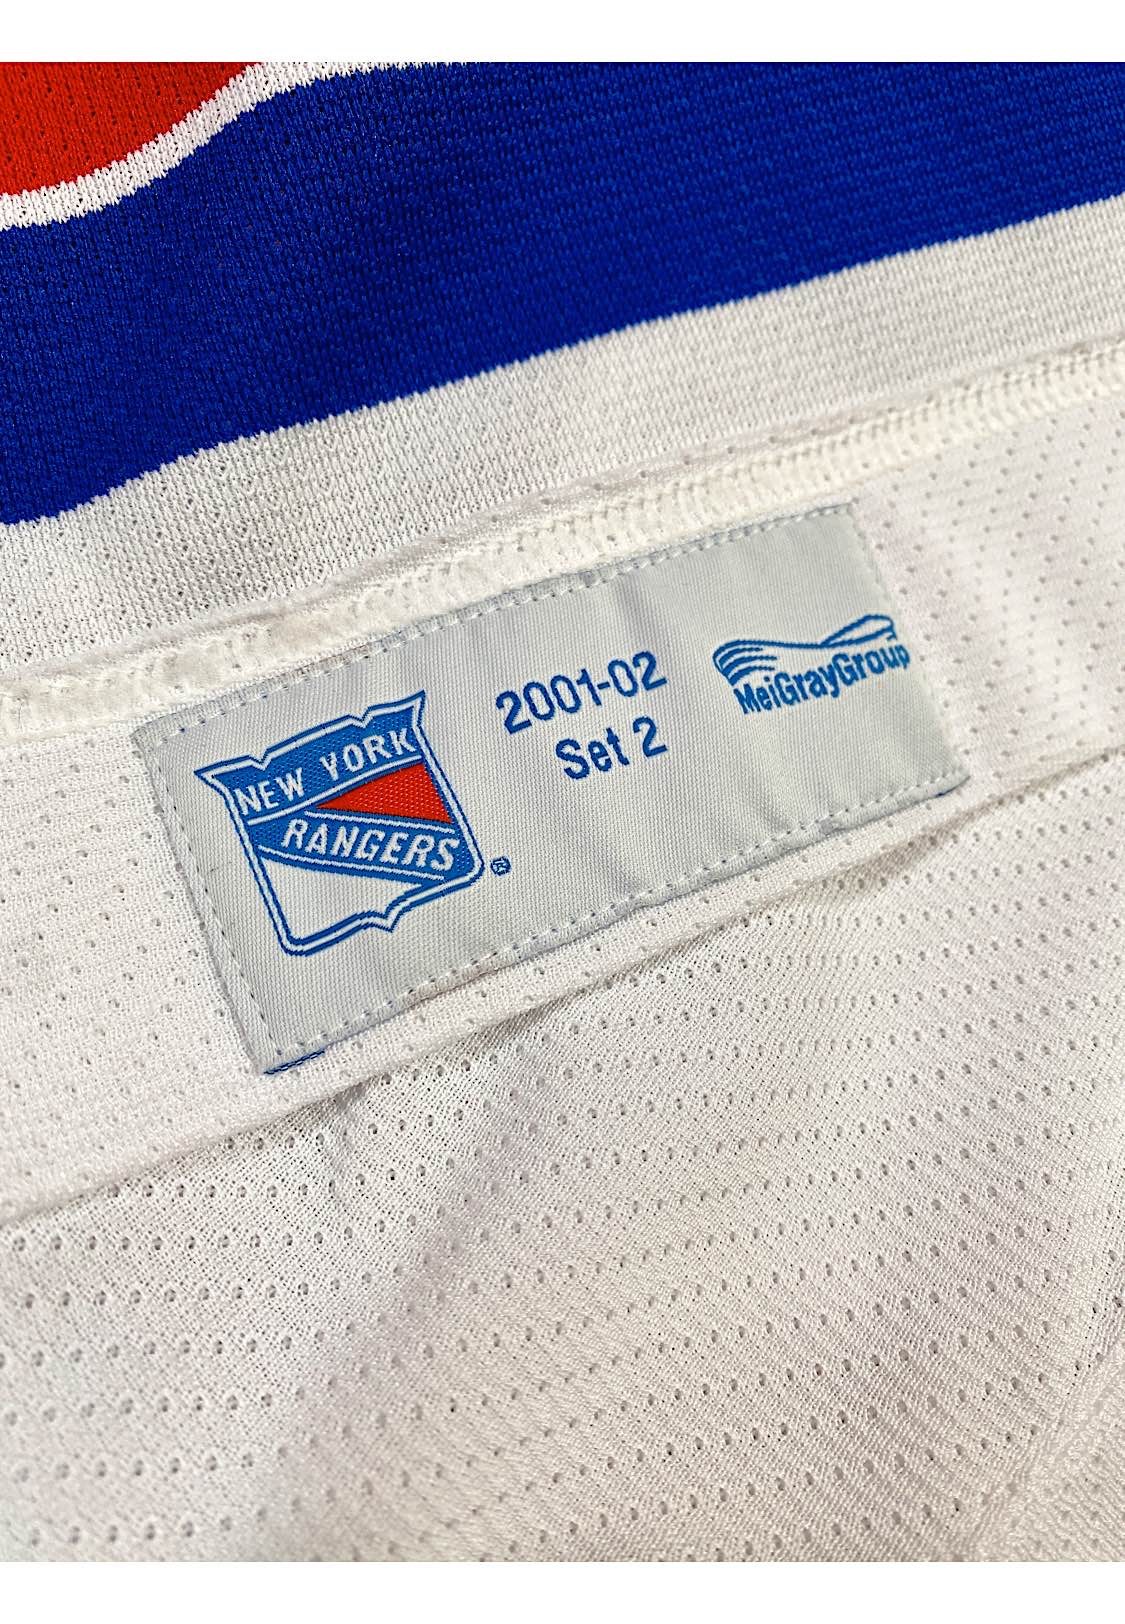 NEW YORK
RANGERS
®
2001-02
Set 2
MeiGrayGroup